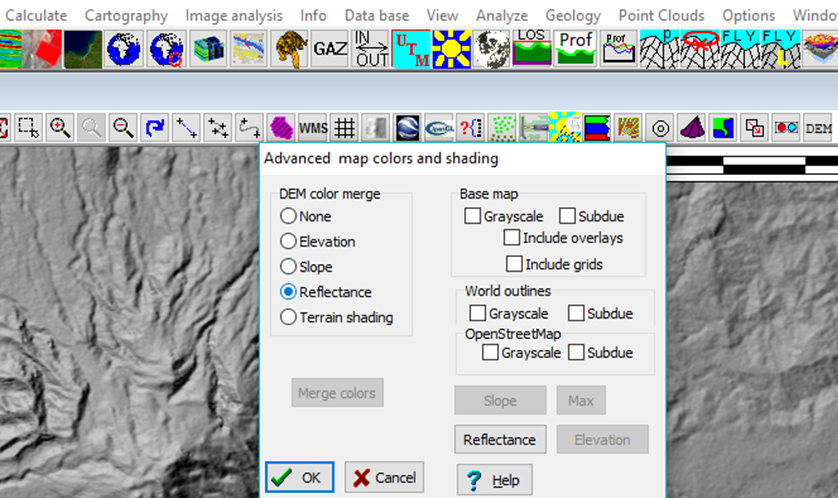 Calculate Cartography Image analysis Info Data base View Analyze Geology Point Clouds Options Windo
GAZ IN OUT UTM LOS Prof Prof P FLY FLY L
WMS OpenGL ?{ DEM
Advanced map colors and shading
DEM color merge
None
Elevation
Slope
Reflectance
Terrain shading
Base map
Grayscale Subdue
Include overlays
Include grids
World outlines
Grayscale Subdue
OpenStreetMap
Grayscale Subdue
Merge colors
Slope Max
Reflectance Elevation
OK Cancel Help